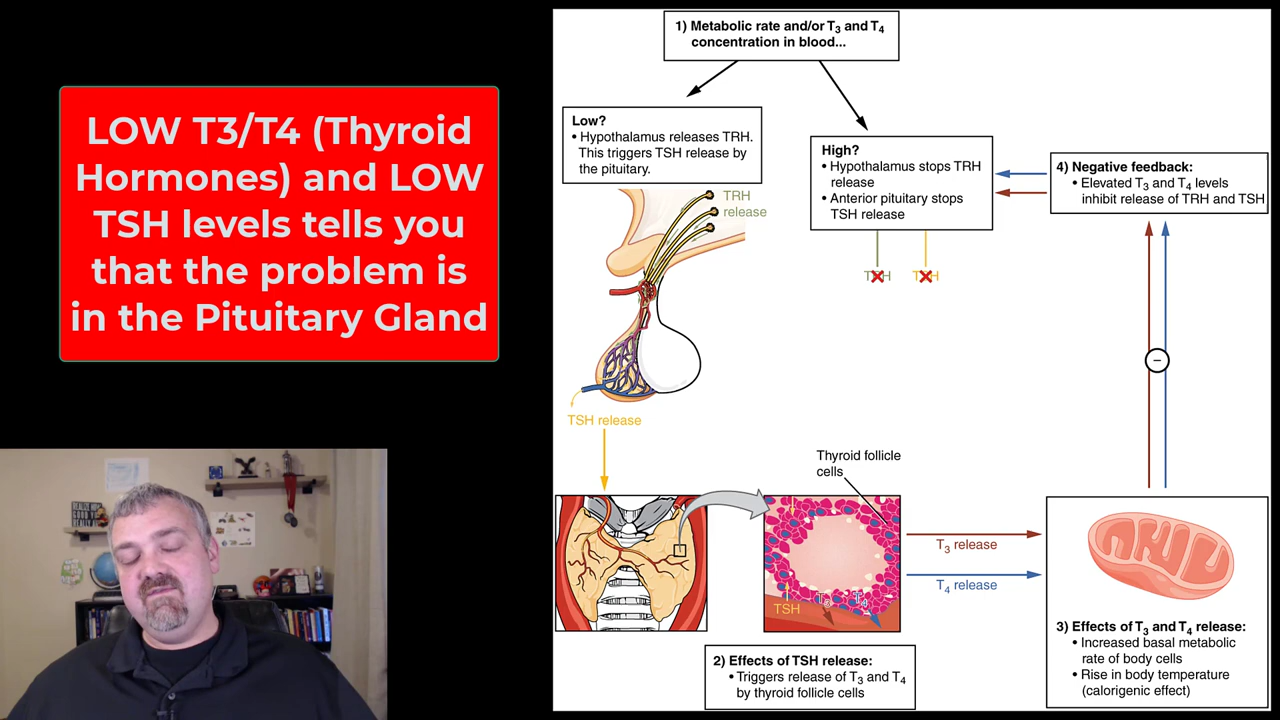 LOW T3/T4 (Thyroid
Hormones) and LOW
TSH levels tells you
that the problem is
in the Pituitary Gland
1) Metabolic rate and/or T3 and T4
concentration in blood...
Low?
• Hypothalamus releases TRH.
This triggers TSH release by
the pituitary.
High?
• Hypothalamus stops TRH
release
• Anterior pituitary stops
TSH release
4) Negative feedback:
• Elevated T3 and T4 levels
inhibit release of TRH and TSH
TRH
release
TSH release
Thyroid follicle
cells
T3 release
T4 release
TSH
T3
T4
−
2) Effects of TSH release:
• Triggers release of T3 and T4
by thyroid follicle cells
3) Effects of T3 and T4 release:
• Increased basal metabolic
rate of body cells
• Rise in body temperature
(calorigenic effect)